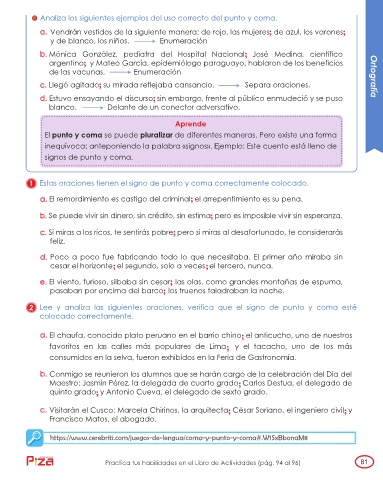 Analiza los siguientes ejemplos del uso correcto del punto y coma.
a. Vendrán vestidos de la siguiente manera: de rojo, las mujeres; de azul, los varones;
y de blanco, los niños. → Enumeración
b. Mónica González, pediatra del Hospital Nacional; José Medina, científico
argentino; y Mateo García, epidemiólogo paraguayo, hablaron de los beneficios
de las vacunas. → Enumeración
c. Llegó agitado; su mirada reflejaba cansancio. → Separa oraciones.
d. Estuvo ensayando el discurso; sin embargo, frente al público enmudeció y se puso
blanco. → Delante de un conector adversativo.
Ortografía
Aprende
El punto y coma se puede pluralizar de diferentes maneras. Pero existe una forma
inequívoca: anteponiendo la palabra «signos». Ejemplo: Este cuento está lleno de
signos de punto y coma.
1 Estas oraciones tienen el signo de punto y coma correctamente colocado.
a. El remordimiento es castigo del criminal; el arrepentimiento es su pena.
b. Se puede vivir sin dinero, sin crédito, sin estima; pero es imposible vivir sin esperanza.
c. Si miras a los ricos, te sentirás pobre; pero si miras al desafortunado, te considerarás
feliz.
d. Poco a poco fue fabricando todo lo que necesitaba. El primer año miraba sin
cesar el horizonte; el segundo, solo a veces; el tercero, nunca.
e. El viento, furioso, silbaba sin cesar; las olas, como grandes montañas de espuma,
pasaban por encima del barco; los truenos taladraban la noche.
2 Lee y analiza las siguientes oraciones, verifica que el signo de punto y coma esté
colocado correctamente.
a. El chaufa, conocido plato peruano en el barrio chino; el anticucho, uno de nuestros
favoritos en las calles más populares de Lima; y el tacacho, uno de los más
consumidos en la selva, fueron exhibidos en la Feria de Gastronomía.
b. Conmigo se reunieron los alumnos que se harán cargo de la celebración del Día del
Maestro: Jasmín Pérez, la delegada de cuarto grado; Carlos Destua, el delegado de
quinto grado; y Antonio Cueva, el delegado de sexto grado.
c. Visitarán el Cusco: Marcela Chirinos, la arquitecta; César Soriano, el ingeniero civil; y
Francisco Matos, el abogado.
https://www.cerebriti.com/juegos-de-lengua/coma-y-punto-y-coma#.W1SxBbonaM8
Practica tus habilidades en el Libro de Actividades (pág. 94 al 96)
81